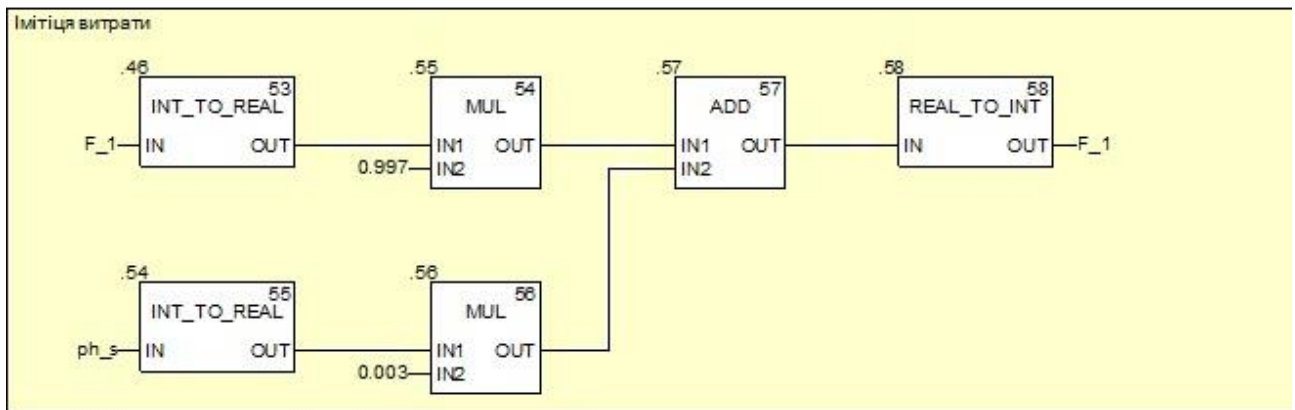 Імітіця витрати
.46 .55 .57 .58
53 54 57 58
INT_TO_REAL MUL ADD REAL_TO_INT
F_1 IN OUT IN1 OUT IN1 OUT IN OUT F_1
0.997 IN2 IN2
.54 .56
55 56
INT_TO_REAL MUL
ph_s IN OUT IN1 OUT
0.003 IN2